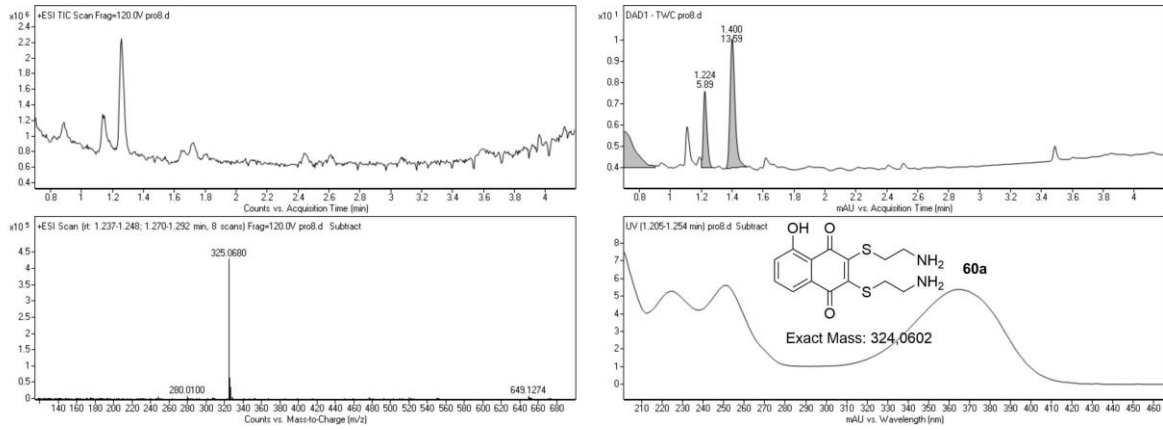 x10 6 +ESI TIC Scan Frag=120.0V pro8.d
2.4
2.2
2
1.8
1.6
1.4
1.2
1
0.8
0.6
0.4
0.8 1 1.2 1.4 1.6 1.8 2 2.2 2.4 2.6 2.8 3 3.2 3.4 3.6 3.8 4
Counts vs. Acquisition Time (min)
x10 1 DAD1 - TWC pro8.d
1
0.9
0.8
0.7
0.6
0.5
0.4
1.224
5.89
1.400
13.59
0.8 1 1.2 1.4 1.6 1.8 2 2.2 2.4 2.6 2.8 3 3.2 3.4 3.6 3.8 4
mAU vs. Acquisition Time (min)
x10 5 +ESI Scan (rt: 1.237-1.248; 1.270-1.292 min, 8 scans) Frag=120.0V pro8.d Subtract
4.5
4
3.5
3
2.5
2
1.5
1
0.5
0
325.0680
280.0100
649.1274
140 160 180 200 220 240 260 280 300 320 340 360 380 400 420 440 460 480 500 520 540 560 580 600 620 640 660 680
Counts vs. Mass-to-Charge (m/z)
UV (1.205-1.254 min) pro8.d Subtract
8
7
6
5
4
3
2
1
0
OH
O
S
NH2
60a
NH2
S
O
Exact Mass: 324,0602
210 220 230 240 250 260 270 280 290 300 310 320 330 340 350 360 370 380 390 400 410 420 430 440 450 460
mAU vs. Wavelength (nm)